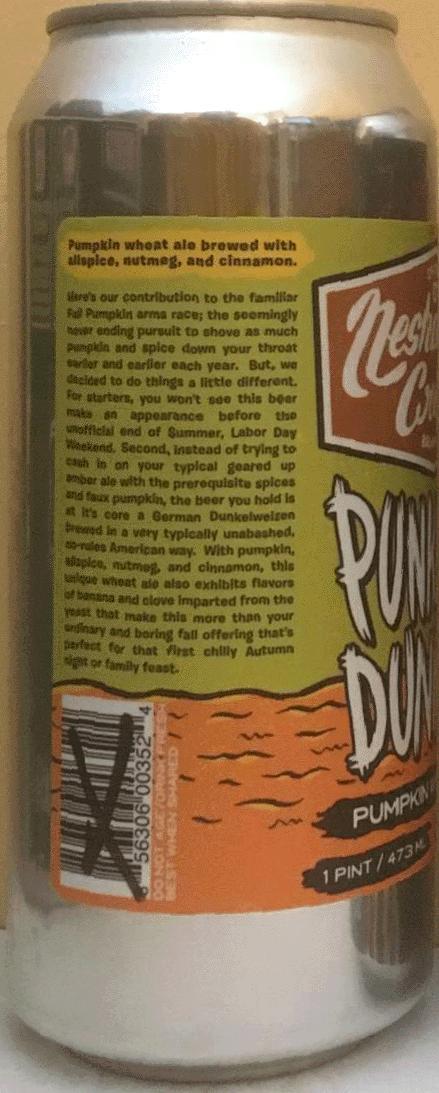 Pumpkin wheat ale brewed with
allspice, nutmeg, and cinnamon.
Here's our contribution to the familiar
Fall Pumpkin arms race; the seemingly
never ending pursuit to shove as much
pumpkin and spice down your throat
earlier and earlier each year. But, we
decided to do things a little different.
For starters, you won't see this beer
make an appearance before the
unofficial end of Summer, Labor Day
Weekend. Second, instead of trying to
cash in on your typical geared up
amber ale with the prerequisite spices
and faux pumpkin, the beer you hold is
at it's core a German Dunkelweizen
brewed in a very typically unabashed,
no-rules American way. With pumpkin,
allspice, nutmeg, and cinnamon, this
unique wheat ale also exhibits flavors
of banana and clove imparted from the
yeast that make this more than your
ordinary and boring fall offering that's
perfect for that first chilly Autumn
night or family feast.
56306 00352 4
DO NOT AGE/DRINK FRESH
BEST WHEN SHARED
Nesh
C
PUN
DUN
PUMPKIN
1 PINT / 473 ML